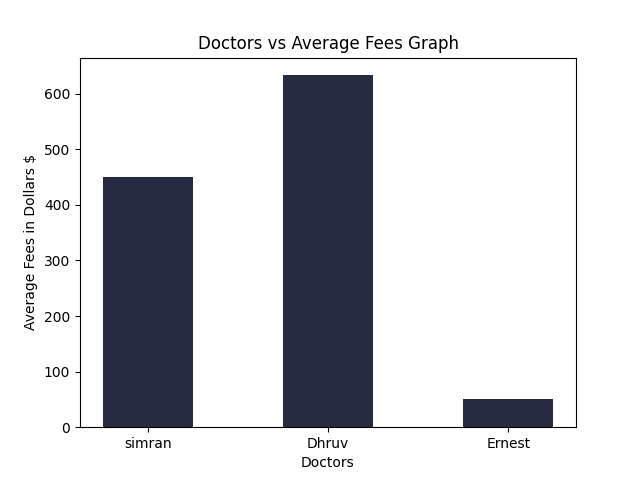 Doctors vs Average Fees Graph
Average Fees in Dollars $
600
500
400
300
200
100
0
simran Dhruv Ernest
Doctors